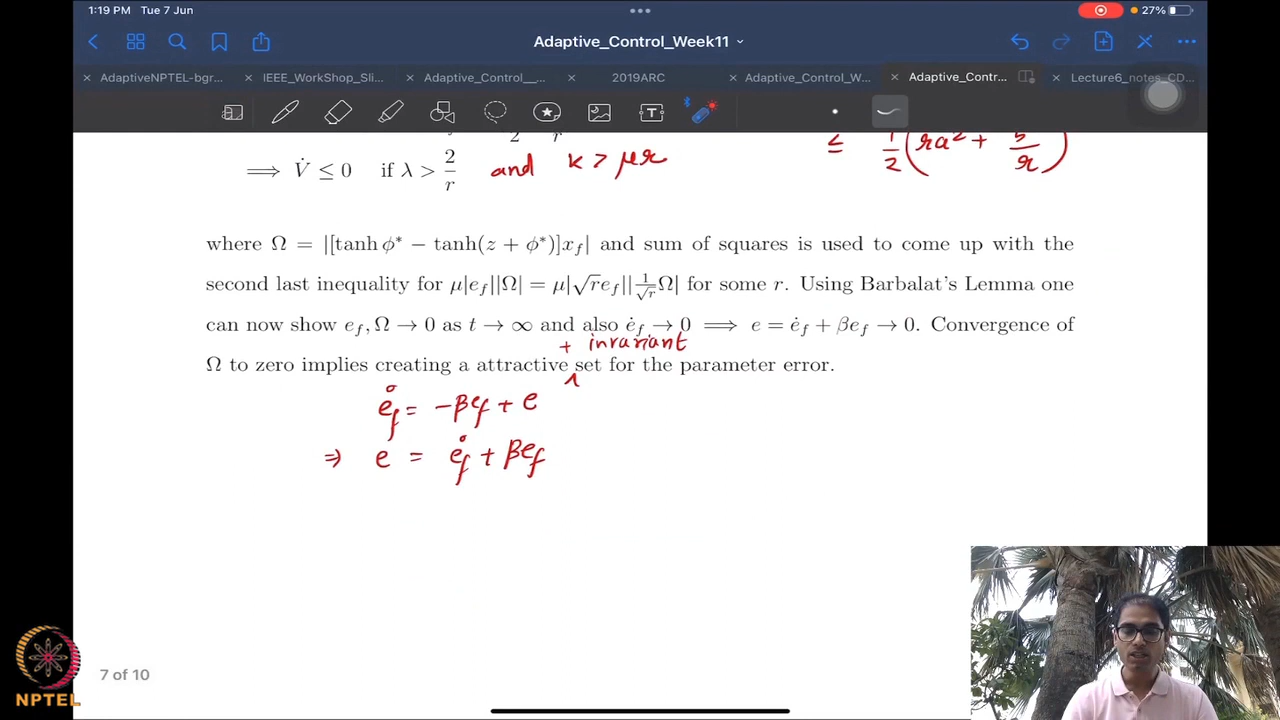 1:19 PM Tue 7 Jun
27%
Adaptive_Control_Week11
AdaptiveNPTEL-bgr...
IEEE_WorkShop_Sli...
Adaptive_Control__...
2019ARC
Adaptive_Control_W...
Adaptive_Contr...
Lecture6_notes_CD...
2 r
⟹ V̇ ≤ 0 if λ > 2/r and k > μr
≤ 1/2 (ra² + /r)
where Ω = |[tanh ϕ* − tanh(z + ϕ*)]x_f| and sum of squares is used to come up with the
second last inequality for μ|e_f||Ω| = μ|√r e_f||1/√r Ω| for some r. Using Barbalat's Lemma one
can now show e_f, Ω → 0 as t → ∞ and also ė_f → 0 ⟹ e = ė_f + βe_f → 0. Convergence of
+ invariant
Ω to zero implies creating a attractive set for the parameter error.
ė_f = -βe_f + e
⇒ e = ė_f + βe_f
7 of 10
NPTEL